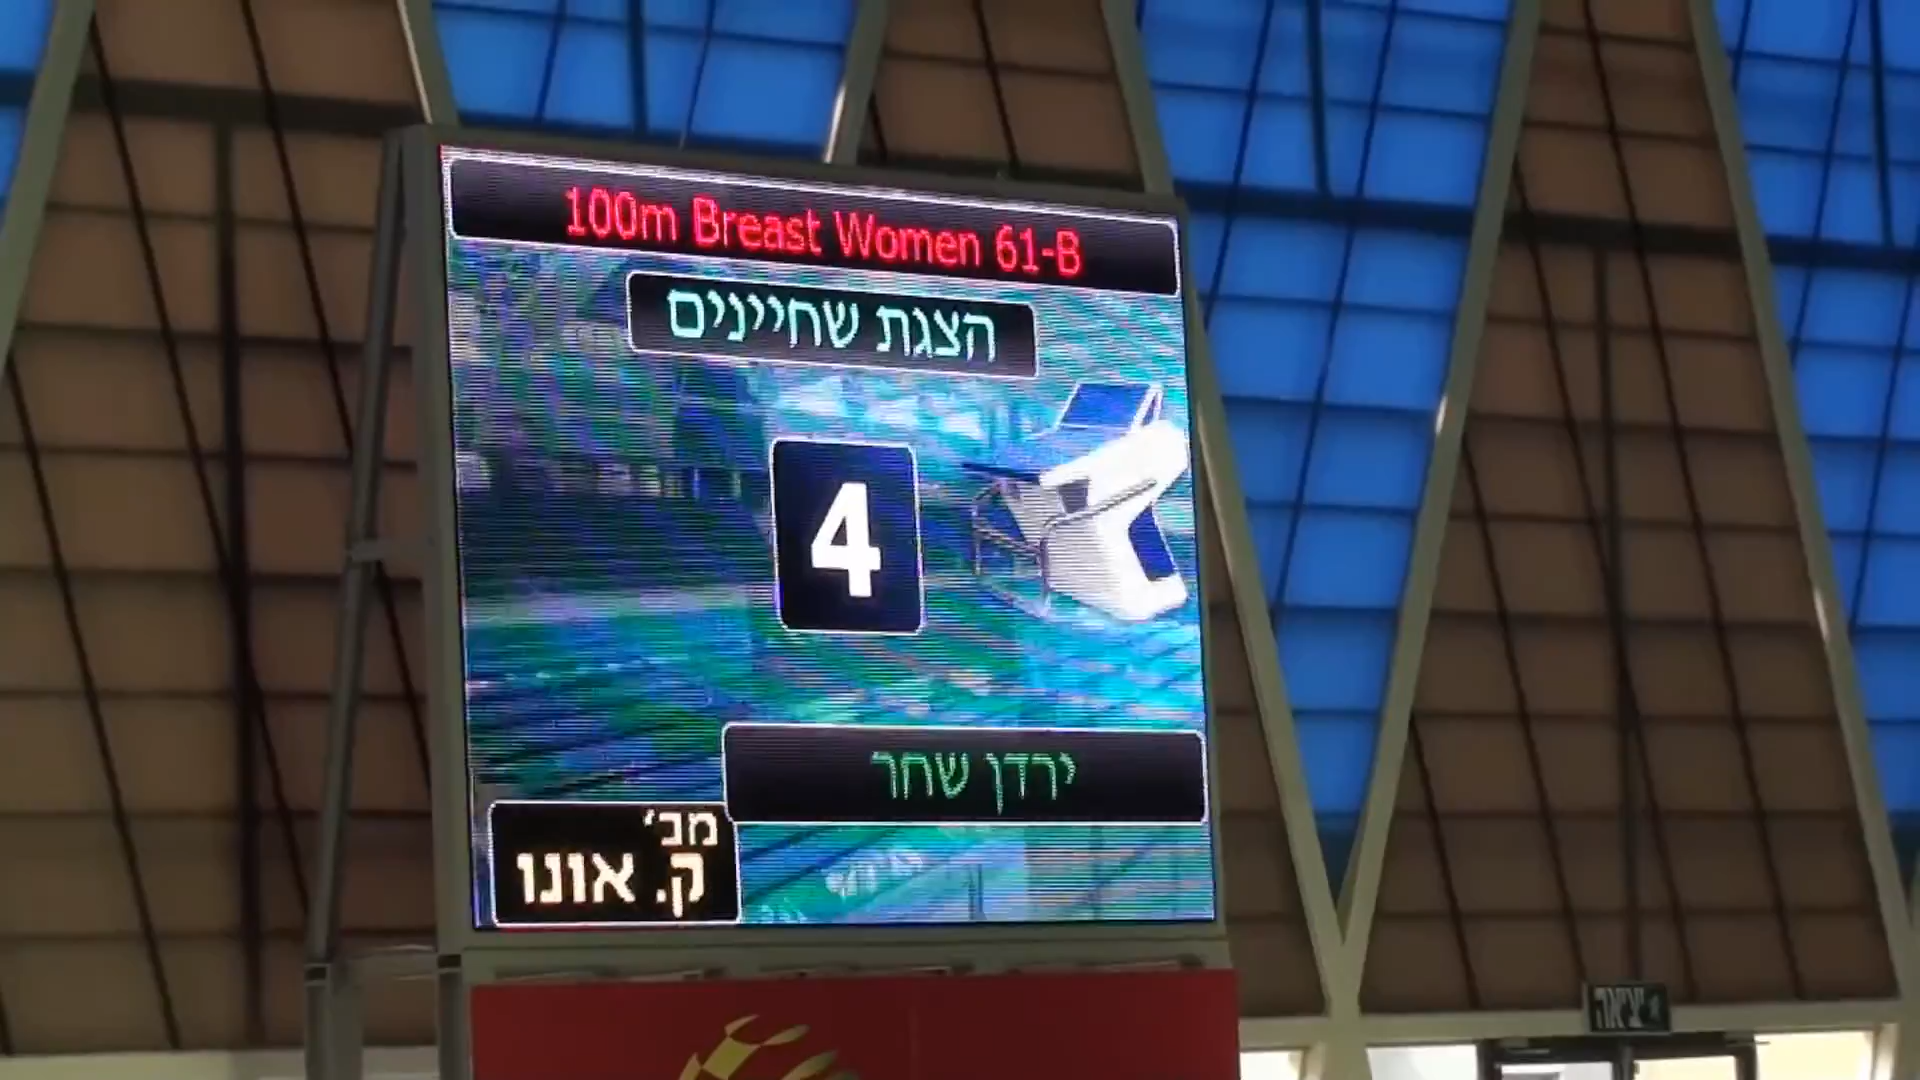 100m Breast Women 61-B
הצגת שחיינים
4
ירדן שחר
מכ'
ק. אונו
יציאה